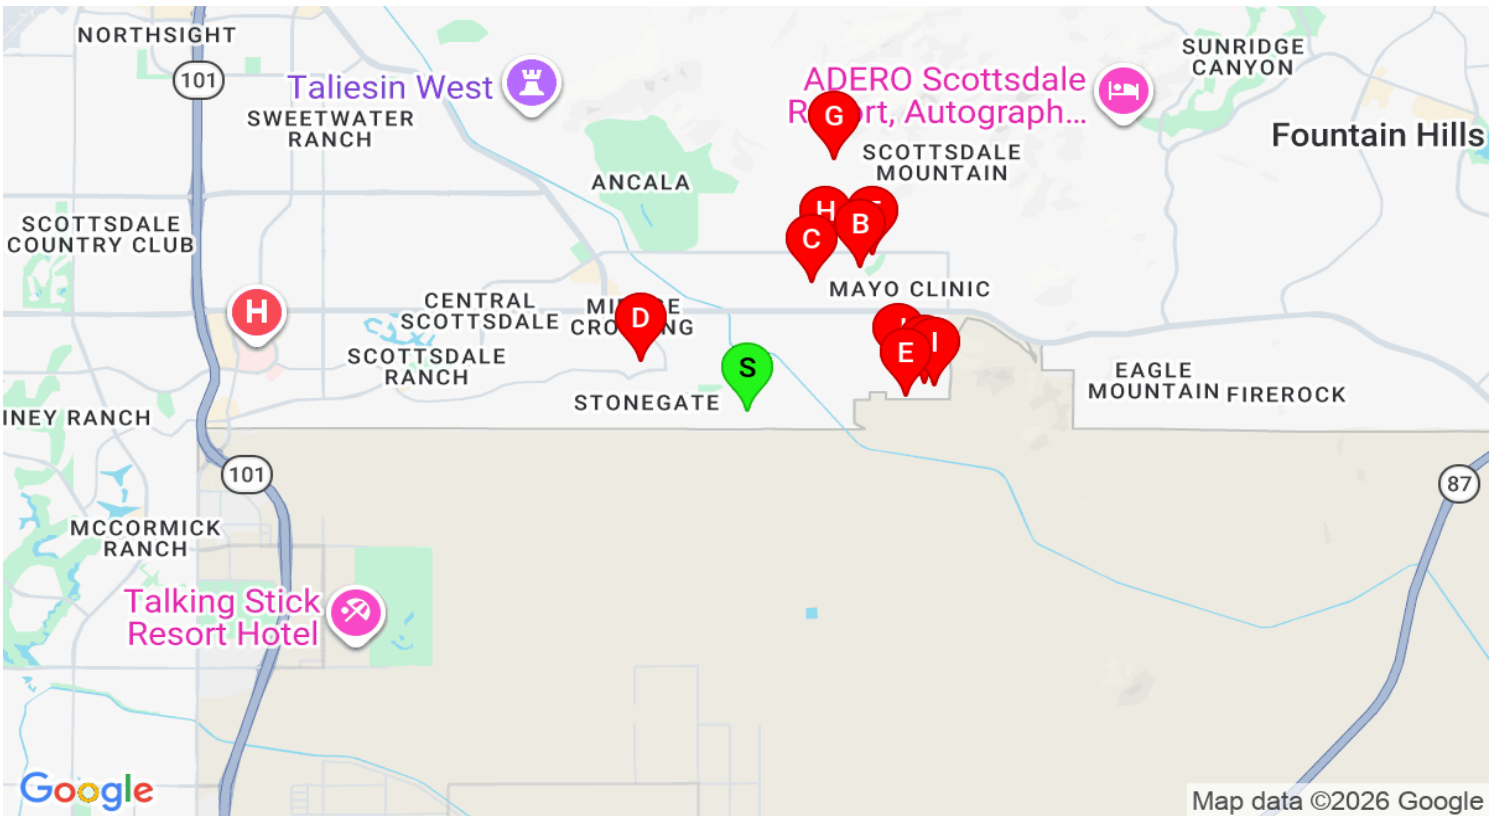 NORTHSIGHT
101
Taliesin West
SWEETWATER
RANCH
ADERO Scottsdale
G
SUNRIDGE
CANYON
Autograph...
Fountain Hills
SCOTTSDALE
MOUNTAIN
ANCALA
SCOTTSDALE
COUNTRY CLUB
H
B
C
MAYO CLINIC
H
CENTRAL
SCOTTSDALE
D
SCOTTSDALE
RANCH
S
I
E
EAGLE
MOUNTAIN
FIREROCK
STONEGATE
INEY RANCH
101
87
MCCORMICK
RANCH
Talking Stick
Resort Hotel
Google
Map data ©2026 Google